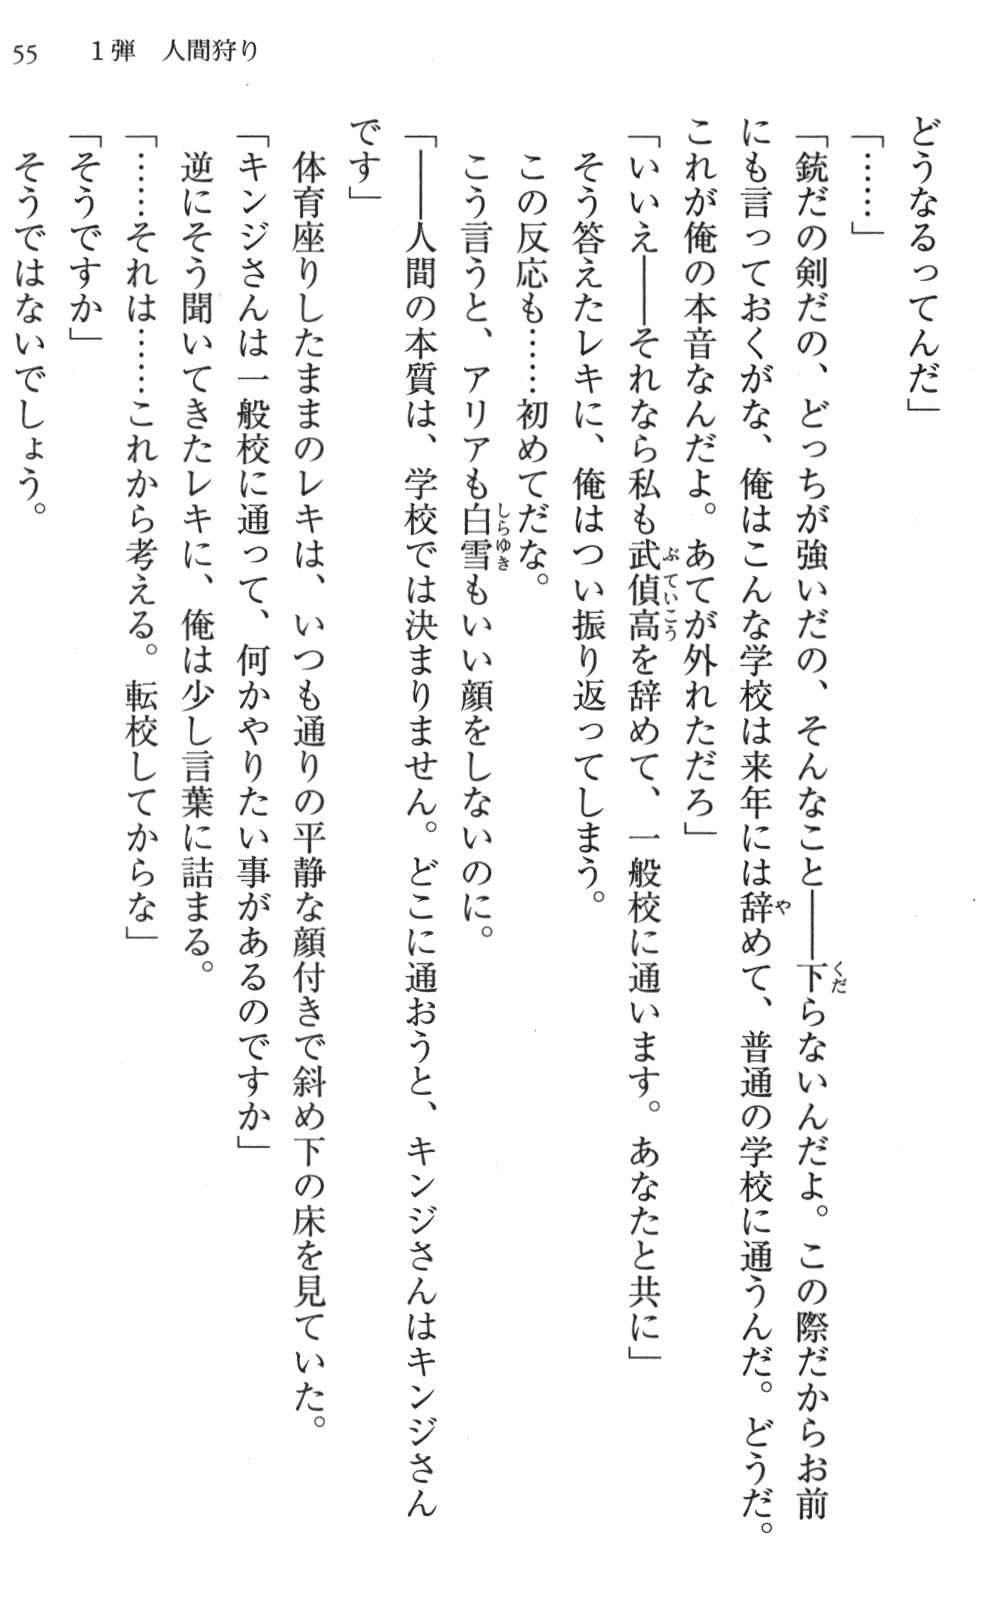 55　1弾　人間狩り
どうなるってんだ」
「……」
「銃だの剣だの、どっちが強いだの、そんなこと――下らないんだよ。この際だからお前
にも言っておくがな、俺はこんな学校は来年には辞めて、普通の学校に通うんだ。どうだ。
これが俺の本音なんだよ。あてが外れただろ」
「いいえ――それなら私も武偵高を辞めて、一般校に通います。あなたと共に」
そう答えたレキに、俺はつい振り返ってしまう。
この反応も……初めてだな。
こう言うと、アリアも白雪もいい顔をしないのに。
「――人間の本質は、学校では決まりません。どこに通おうと、キンジさんはキンジさん
です」
体育座りしたままのレキは、いつも通りの平静な顔付きで斜め下の床を見ていた。
「キンジさんは一般校に通って、何かやりたい事があるのですか」
逆にそう聞いてきたレキに、俺は少し言葉に詰まる。
「……それは……これから考える。転校してからな」
「そうですか」
そうではないでしょう。